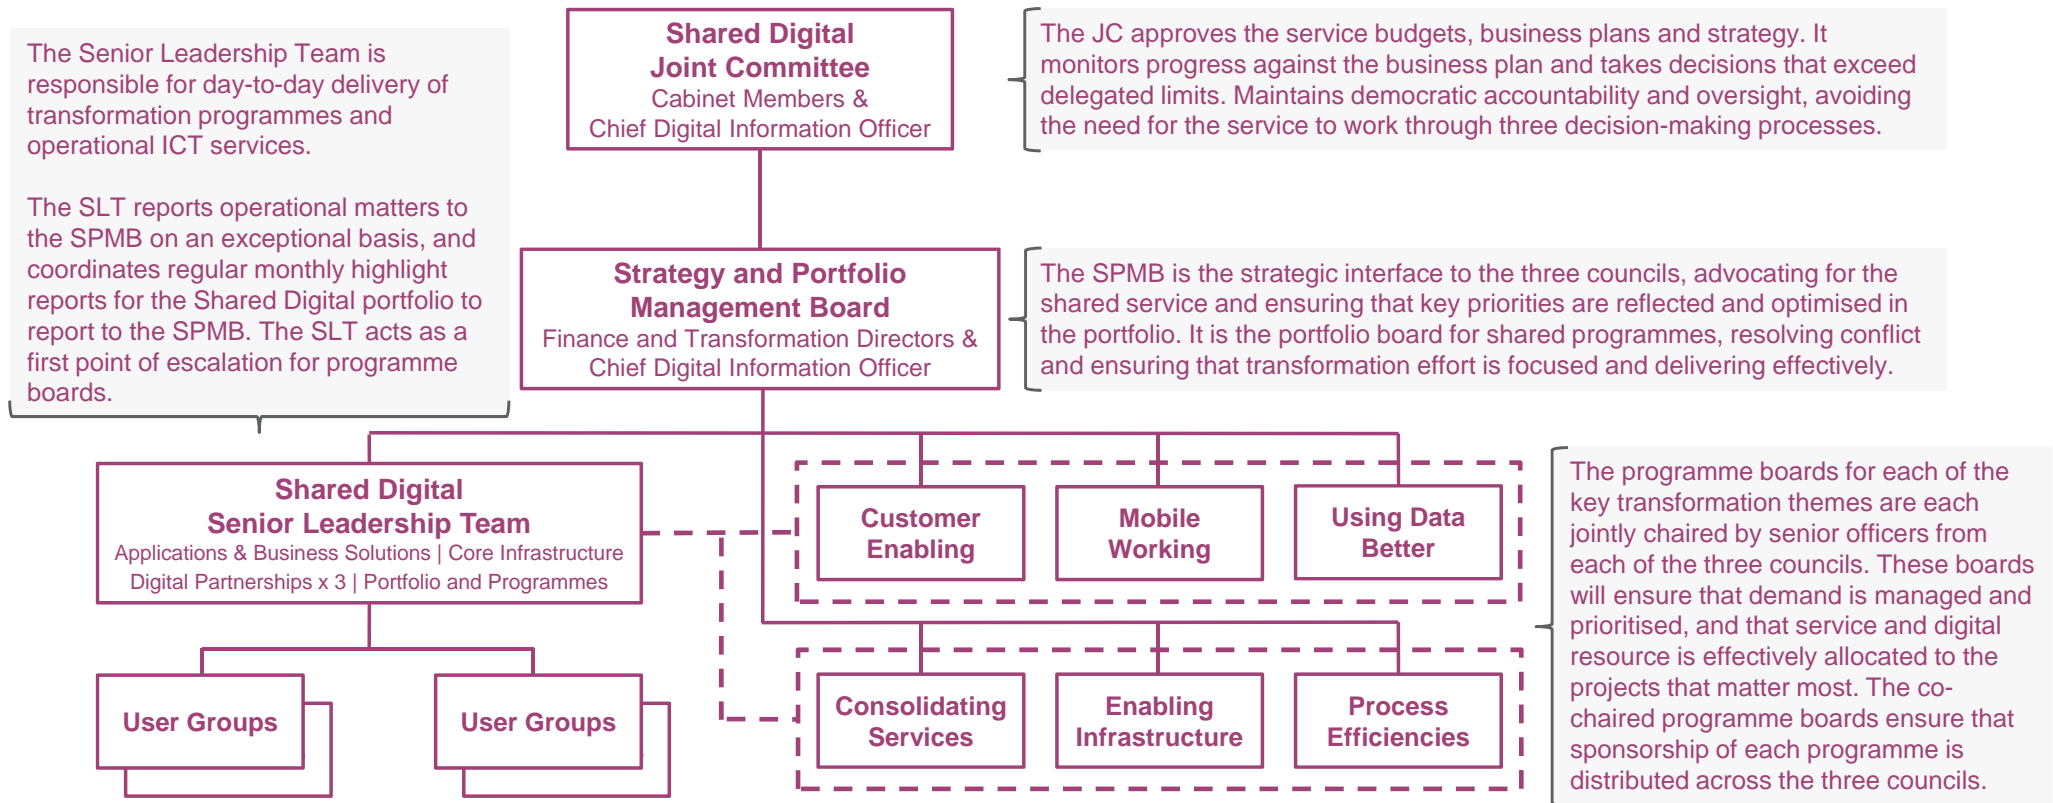 Shared Digital
Joint Committee
Cabinet Members &
Chief Digital Information Officer
The JC approves the service budgets, business plans and strategy. It
monitors progress against the business plan and takes decisions that exceed
delegated limits. Maintains democratic accountability and oversight, avoiding
the need for the service to work through three decision-making processes.
The Senior Leadership Team is
responsible for day-to-day delivery of
transformation programmes and
operational ICT services.
The SLT reports operational matters to
the SPMB on an exceptional basis, and
coordinates regular monthly highlight
reports for the Shared Digital portfolio to
report to the SPMB. The SLT acts as a
first point of escalation for programme
boards.
Strategy and Portfolio
Management Board
Finance and Transformation Directors &
Chief Digital Information Officer
The SPMB is the strategic interface to the three councils, advocating for the
shared service and ensuring that key priorities are reflected and optimised in
the portfolio. It is the portfolio board for shared programmes, resolving conflict
and ensuring that transformation effort is focused and delivering effectively.
Shared Digital
Senior Leadership Team
Applications & Business Solutions | Core Infrastructure
Digital Partnerships x 3 | Portfolio and Programmes
Customer
Enabling
Mobile
Working
Using Data
Better
The programme boards for each of the
key transformation themes are each
jointly chaired by senior officers from
each of the three councils. These boards
will ensure that demand is managed and
prioritised, and that service and digital
resource is effectively allocated to the
projects that matter most. The co-
chaired programme boards ensure that
sponsorship of each programme is
distributed across the three councils.
User Groups
User Groups
Consolidating
Services
Enabling
Infrastructure
Process
Efficiencies